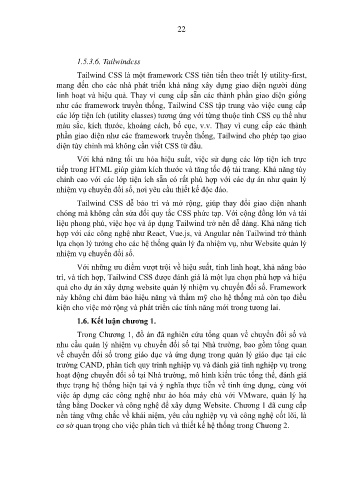 22
1.5.3.6. Tailwindcss
Tailwind CSS là một framework CSS tiên tiến theo triết lý utility-first,
mang đến cho các nhà phát triển khả năng xây dựng giao diện người dùng
linh hoạt và hiệu quả. Thay vì cung cấp sẵn các thành phần giao diện giống
như các framework truyền thống, Tailwind CSS tập trung vào việc cung cấp
các lớp tiện ích (utility classes) tương ứng với từng thuộc tính CSS cụ thể như
màu sắc, kích thước, khoảng cách, bố cục, v.v. Thay vì cung cấp các thành
phần giao diện như các framework truyền thống, Tailwind cho phép tạo giao
diện tùy chỉnh mà không cần viết CSS từ đầu.
Với khả năng tối ưu hóa hiệu suất, việc sử dụng các lớp tiện ích trực
tiếp trong HTML giúp giảm kích thước và tăng tốc độ tải trang. Khả năng tùy
chỉnh cao với các lớp tiện ích sẵn có rất phù hợp với các dự án như quản lý
nhiệm vụ chuyển đổi số, nơi yêu cầu thiết kế độc đáo.
Tailwind CSS dễ bảo trì và mở rộng, giúp thay đổi giao diện nhanh
chóng mà không cần sửa đổi quy tắc CSS phức tạp. Với cộng đồng lớn và tài
liệu phong phú, việc học và áp dụng Tailwind trở nên dễ dàng. Khả năng tích
hợp với các công nghệ như React, Vue.js, và Angular nên Tailwind trở thành
lựa chọn lý tưởng cho các hệ thống quản lý đa nhiệm vụ, như Website quản lý
nhiệm vụ chuyển đổi số.
Với những ưu điểm vượt trội về hiệu suất, tính linh hoạt, khả năng bảo
trì, và tích hợp, Tailwind CSS được đánh giá là một lựa chọn phù hợp và hiệu
quả cho dự án xây dựng website quản lý nhiệm vụ chuyển đổi số. Framework
này không chỉ đảm bảo hiệu năng và thẩm mỹ cho hệ thống mà còn tạo điều
kiện cho việc mở rộng và phát triển các tính năng mới trong tương lai.
1.6. Kết luận chương 1.
Trong Chương 1, đồ án đã nghiên cứu tổng quan về chuyển đổi số và
nhu cầu quản lý nhiệm vụ chuyển đổi số tại Nhà trường, bao gồm tổng quan
về chuyển đổi số trong giáo dục và ứng dụng trong quản lý giáo dục tại các
trường CAND, phân tích quy trình nghiệp vụ và đánh giá tình nghiệp vụ trong
hoạt động chuyển đổi số tại Nhà trường, mô hình kiến trúc tổng thể, đánh giá
thực trạng hệ thống hiện tại và ý nghĩa thực tiễn về tính ứng dụng, cùng với
việc áp dụng các công nghệ như ảo hóa máy chủ với VMware, quản lý hạ
tầng bằng Docker và công nghệ để xây dựng Website. Chương 1 đã cung cấp
nền tảng vững chắc về khái niệm, yêu cầu nghiệp vụ và công nghệ cốt lõi, là
cơ sở quan trọng cho việc phân tích và thiết kế hệ thống trong Chương 2.